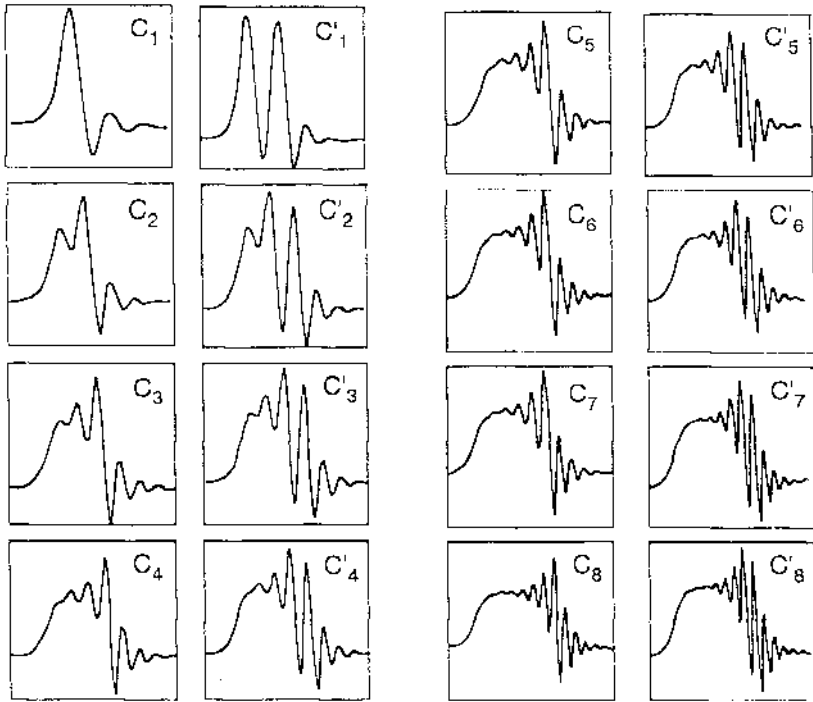 C₁ C'₁ C₅ C'₅
C₂ C'₂ C₆ C'₆
C₃ C'₃ C₇ C'₇
C₄ C'₄ C₈ C'₈